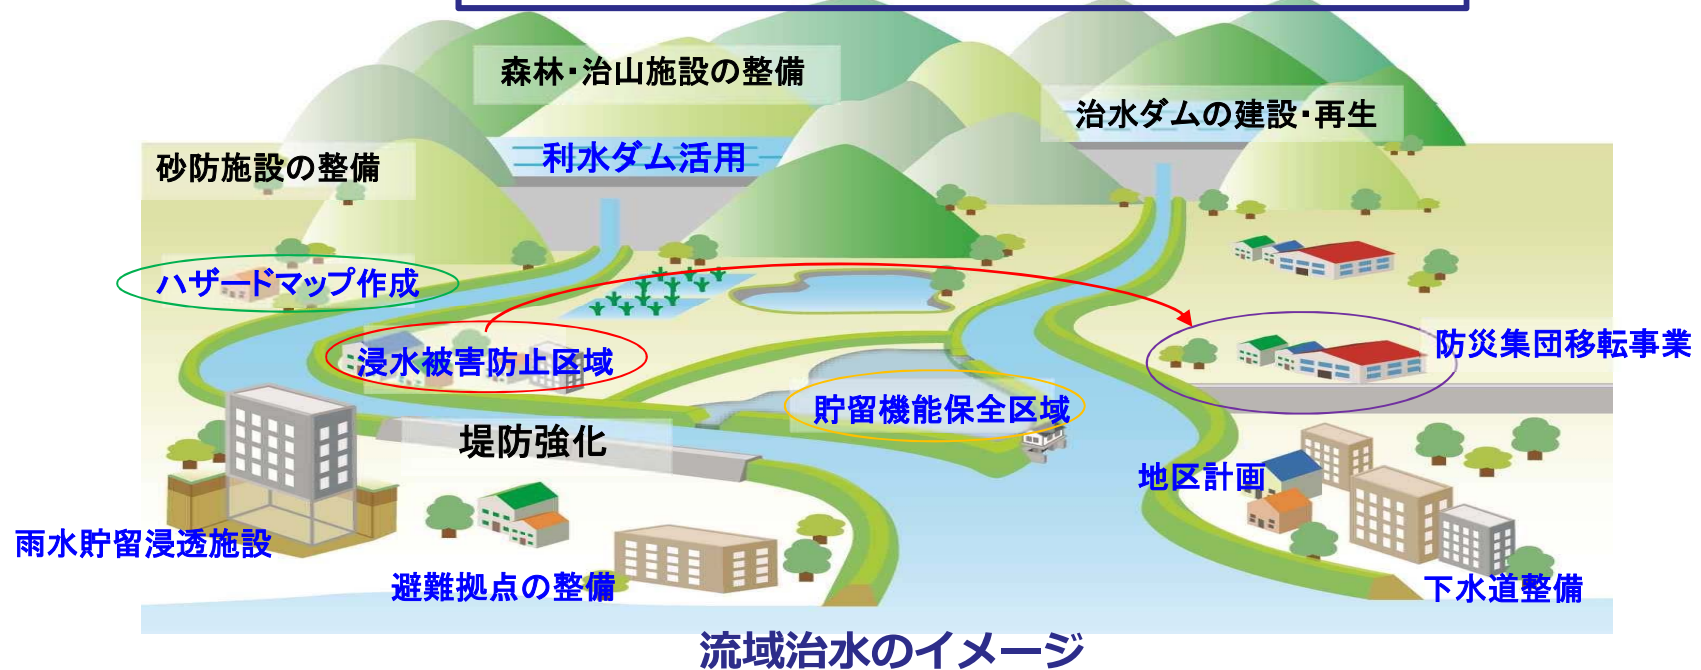 森林・治山施設の整備
治水ダムの建設・再生
利水ダム活用
砂防施設の整備
ハザードマップ作成
浸水被害防止区域
防災集団移転事業
貯留機能保全区域
堤防強化
地区計画
雨水貯留浸透施設
避難拠点の整備
下水道整備
流域治水のイメージ